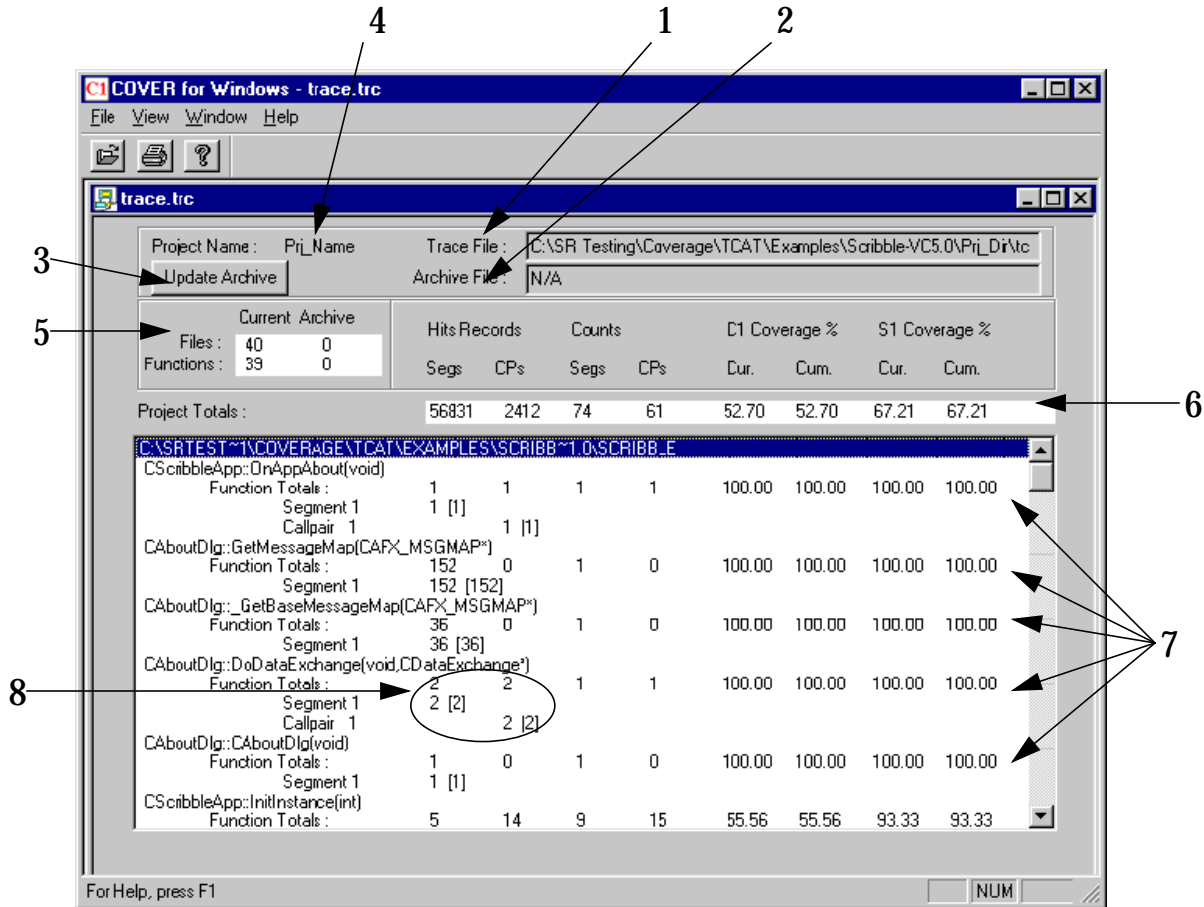 4 1 2
C1 COVER for Windows - trace.trc
File View Window Help
trace.trc
Project Name : Prj_Name Trace File : C:\SR Testing\Coverage\TCAT\Examples\Scribble-VC5.0\Prj_Dir\tc
3 Update Archive Archive File : N/A
Current Archive
5 Files : 40 0
Functions : 39 0
Hits Records Counts C1 Coverage % S1 Coverage %
Segs CPs Segs CPs Cur. Cum. Cur. Cum.
Project Totals : 56831 2412 74 61 52.70 52.70 67.21 67.21 6
C:\SRTEST~1\COVERAGE\TCAT\EXAMPLES\SCRIBB~1.0\SCRIBB_E
CScribbleApp::OnAppAbout(void)
Function Totals : 1 1 1 1 100.00 100.00 100.00 100.00
Segment 1 1 [1]
Callpair 1 1 [1]
CAboutDlg::GetMessageMap(CAFX_MSGMAP*)
Function Totals : 152 0 1 0 100.00 100.00 100.00 100.00
Segment 1 152 [152]
CAboutDlg::_GetBaseMessageMap(CAFX_MSGMAP*)
Function Totals : 36 0 1 0 100.00 100.00 100.00 100.00
Segment 1 36 [36] 7
CAboutDlg::DoDataExchange(void,CDataExchange*)
8 Function Totals : 2 2 1 1 100.00 100.00 100.00 100.00
Segment 1 2 [2]
Callpair 1 2 [2]
CAboutDlg::CAboutDlg(void)
Function Totals : 1 0 1 0 100.00 100.00 100.00 100.00
Segment 1 1 [1]
CScribbleApp::InitInstance(int)
Function Totals : 5 14 9 15 55.56 55.56 93.33 93.33
For Help, press F1 NUM